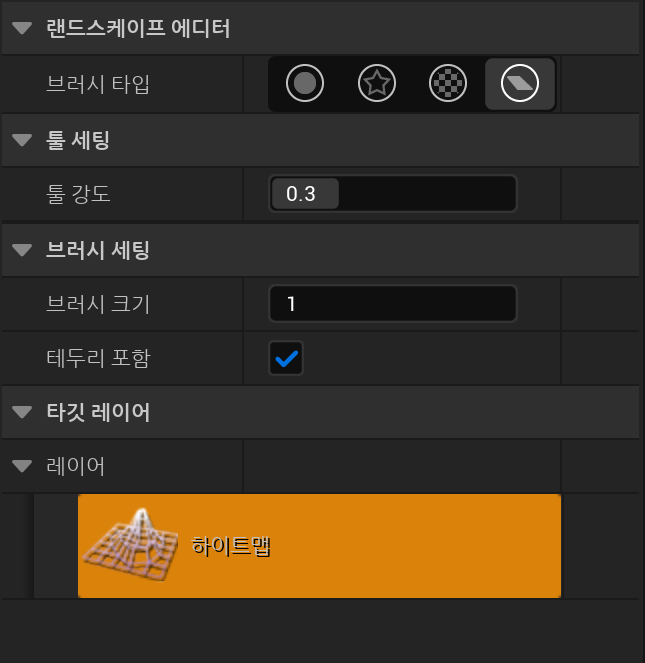 랜드스케이프 에디터
브러시 타입
툴 세팅
툴 강도 0.3
브러시 세팅
브러시 크기 1
테두리 포함
타깃 레이어
레이어
하이트맵